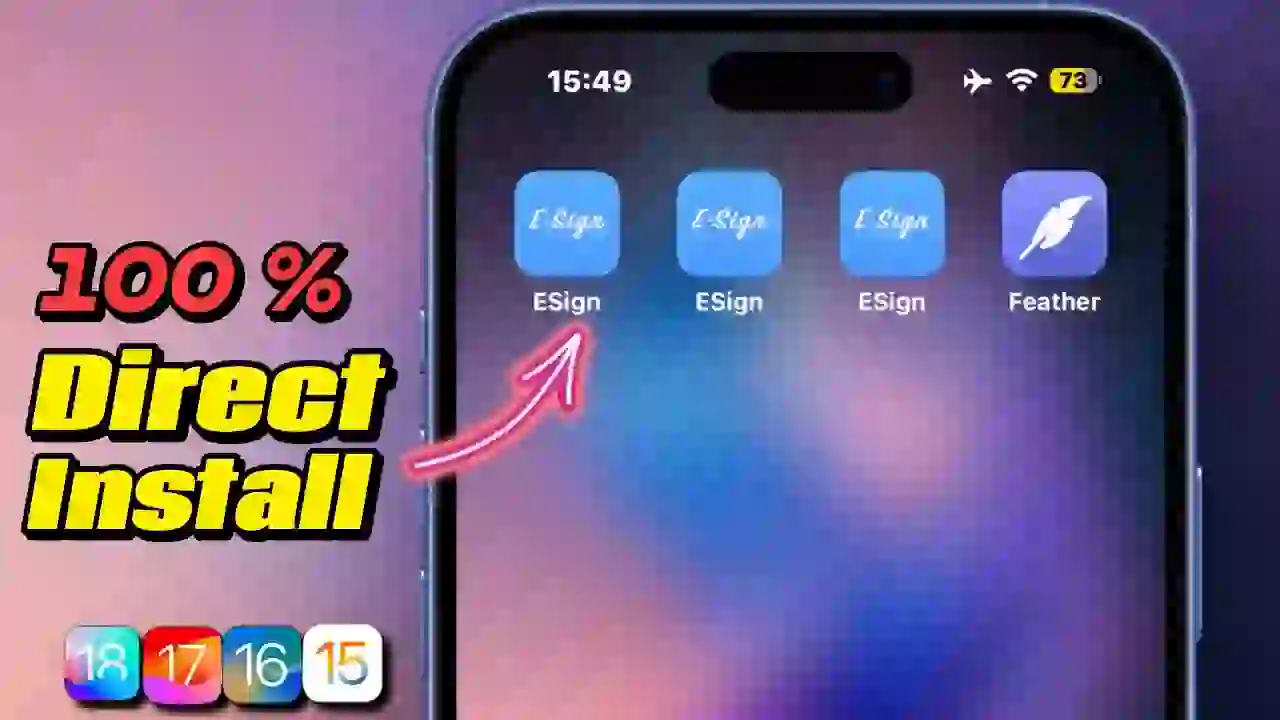 15:49
73
E-Sign
E-Sign
E-Sign
ESign
ESign
ESign
Feather
100 %
Direct
Install
18
17
16
15